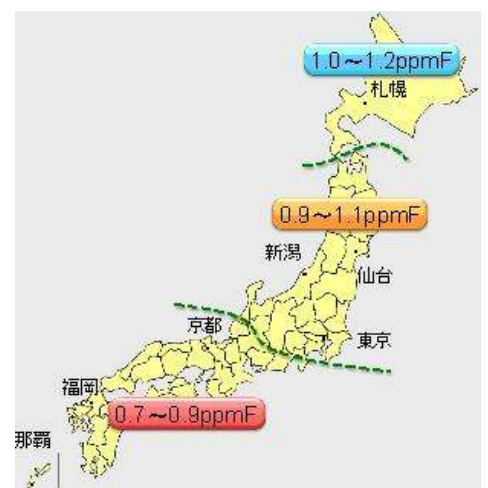 1.0～1.2ppmF
札幌
0.9～1.1ppmF
新潟
仙台
京都
東京
福岡
0.7～0.9ppmF
那覇